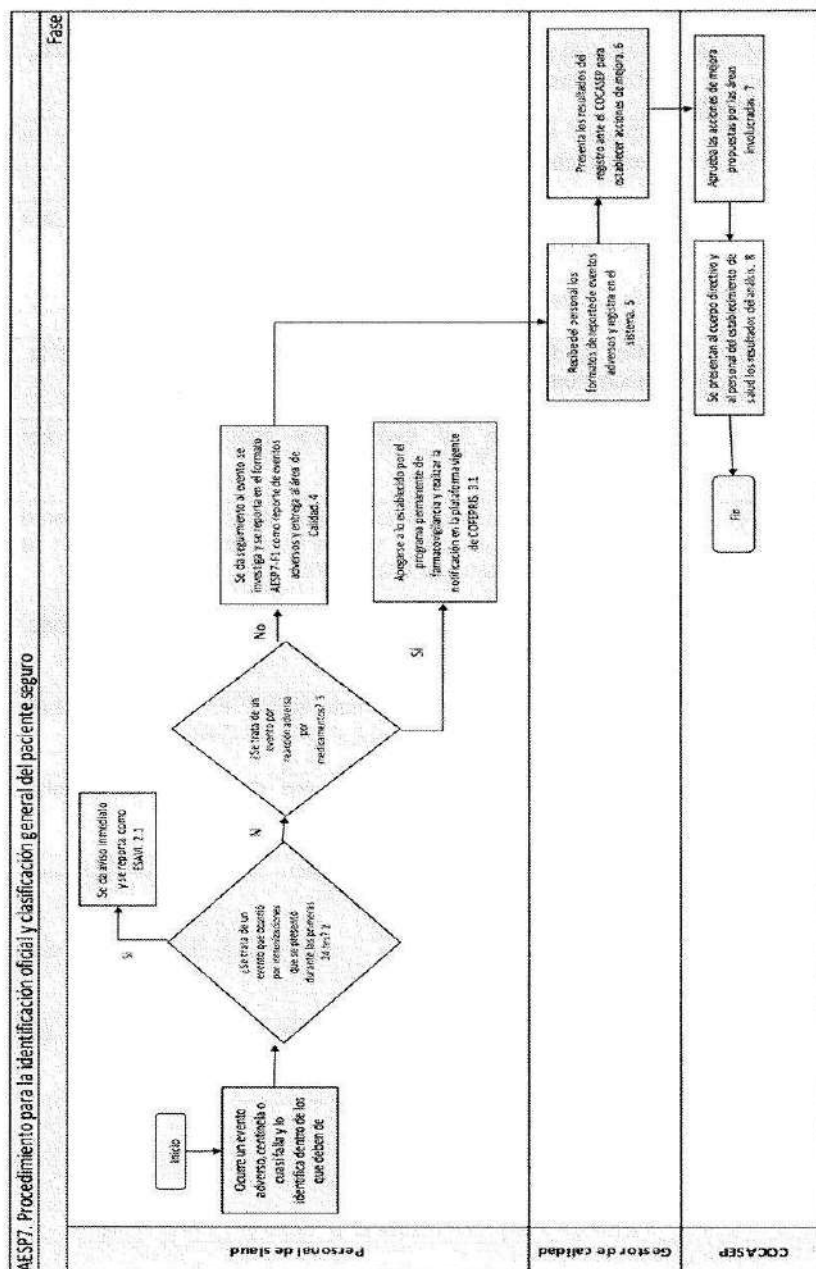 AESP7. Procedimiento para la identificación oficial y clasificación general del paciente seguro
Fase
Personal de slaud
Inicio
Ocurre un evento
adverso, centinela o
cuasi falla y lo
identifica dentro de los
que deben de
¿Se trata de un
evento que ocurrió
por inmunizaciones
que se presentó
durante las primeras
24 hrs? 2
Si
Se da aviso inmediato
y se reporta como
ESAVI. 2.1
N
¿Se trata de un
evento por
reacción adversa
por
medicamentos? 3
No
Se da seguimiento al evento se
investiga y se reporta en el formato
AESP7-F1 como reporte de eventos
adversos y entrega al área de
Calidad. 4
Si
Apegarse a lo establecido por el
programa permanente de
farmacovigilancia y realizar la
notificación en la plataforma vigente
de COFEPRIS. 3.1
Gestor de calidad
Recibe del personal los
formatos de reporte de eventos
adversos y registra en el
sistema. 5
Presenta los resultados del
registro ante el COCASEP para
establecer acciones de mejora. 6
COCASEP
Aprueba las acciones de mejora
propuestas por las áreas
involucradas. 7
Se presentan al cuerpo directivo y
al personal del establecimiento de
salud los resultados del análisis. 8
Fin